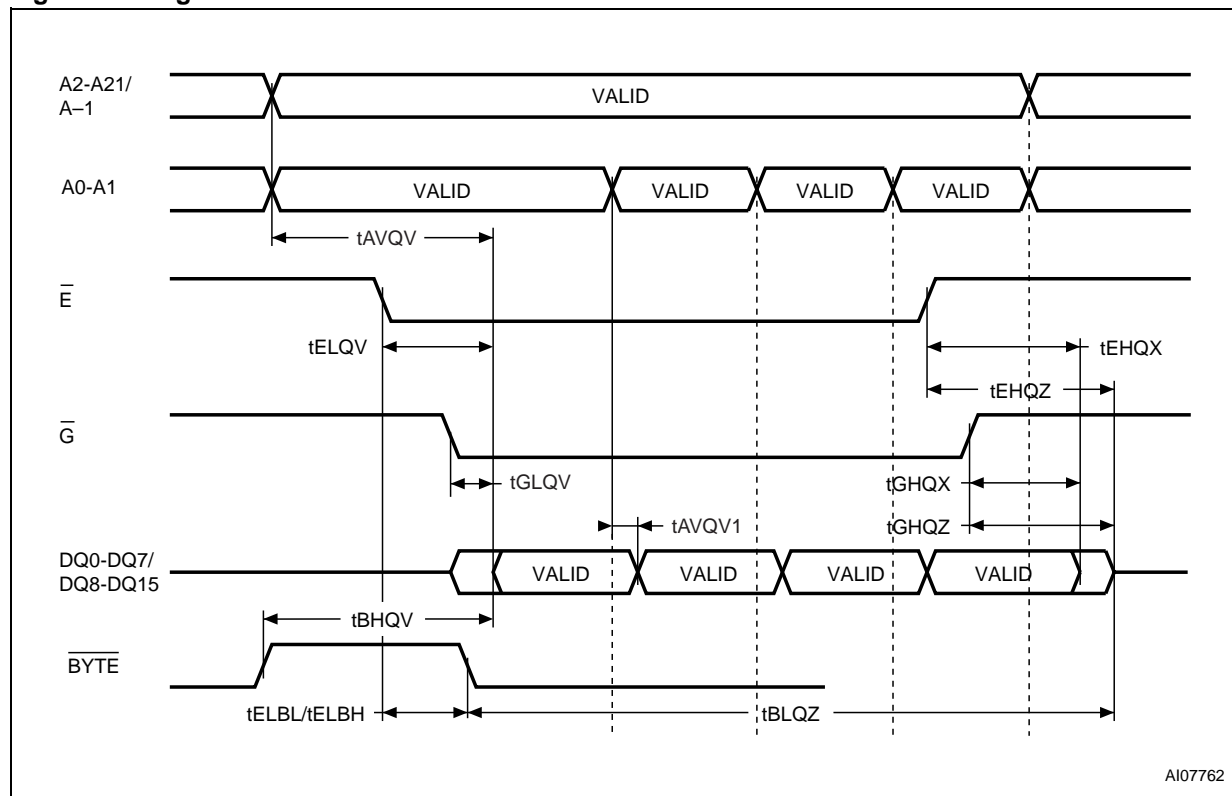 A2-A21/
A–1
VALID
A0-A1
VALID VALID VALID VALID
tAVQV
E
tELQV
tEHQX
tEHQZ
G
tGLQV
tGHQX
tAVQV1
tGHQZ
DQ0-DQ7/
DQ8-DQ15
VALID VALID VALID VALID
tBHQV
BYTE
tELBL/tELBH
tBLQZ
AI07762